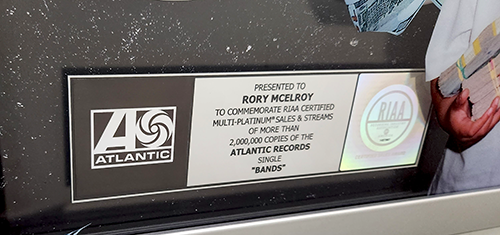 PRESENTED TO
RORY MCELROY
TO COMMEMORATE RIAA CERTIFIED
MULTI-PLATINUM® SALES & STREAMS
OF MORE THAN
2,000,000 COPIES OF THE
ATLANTIC RECORDS
SINGLE
"BANDS"
ATLANTIC
RIAA